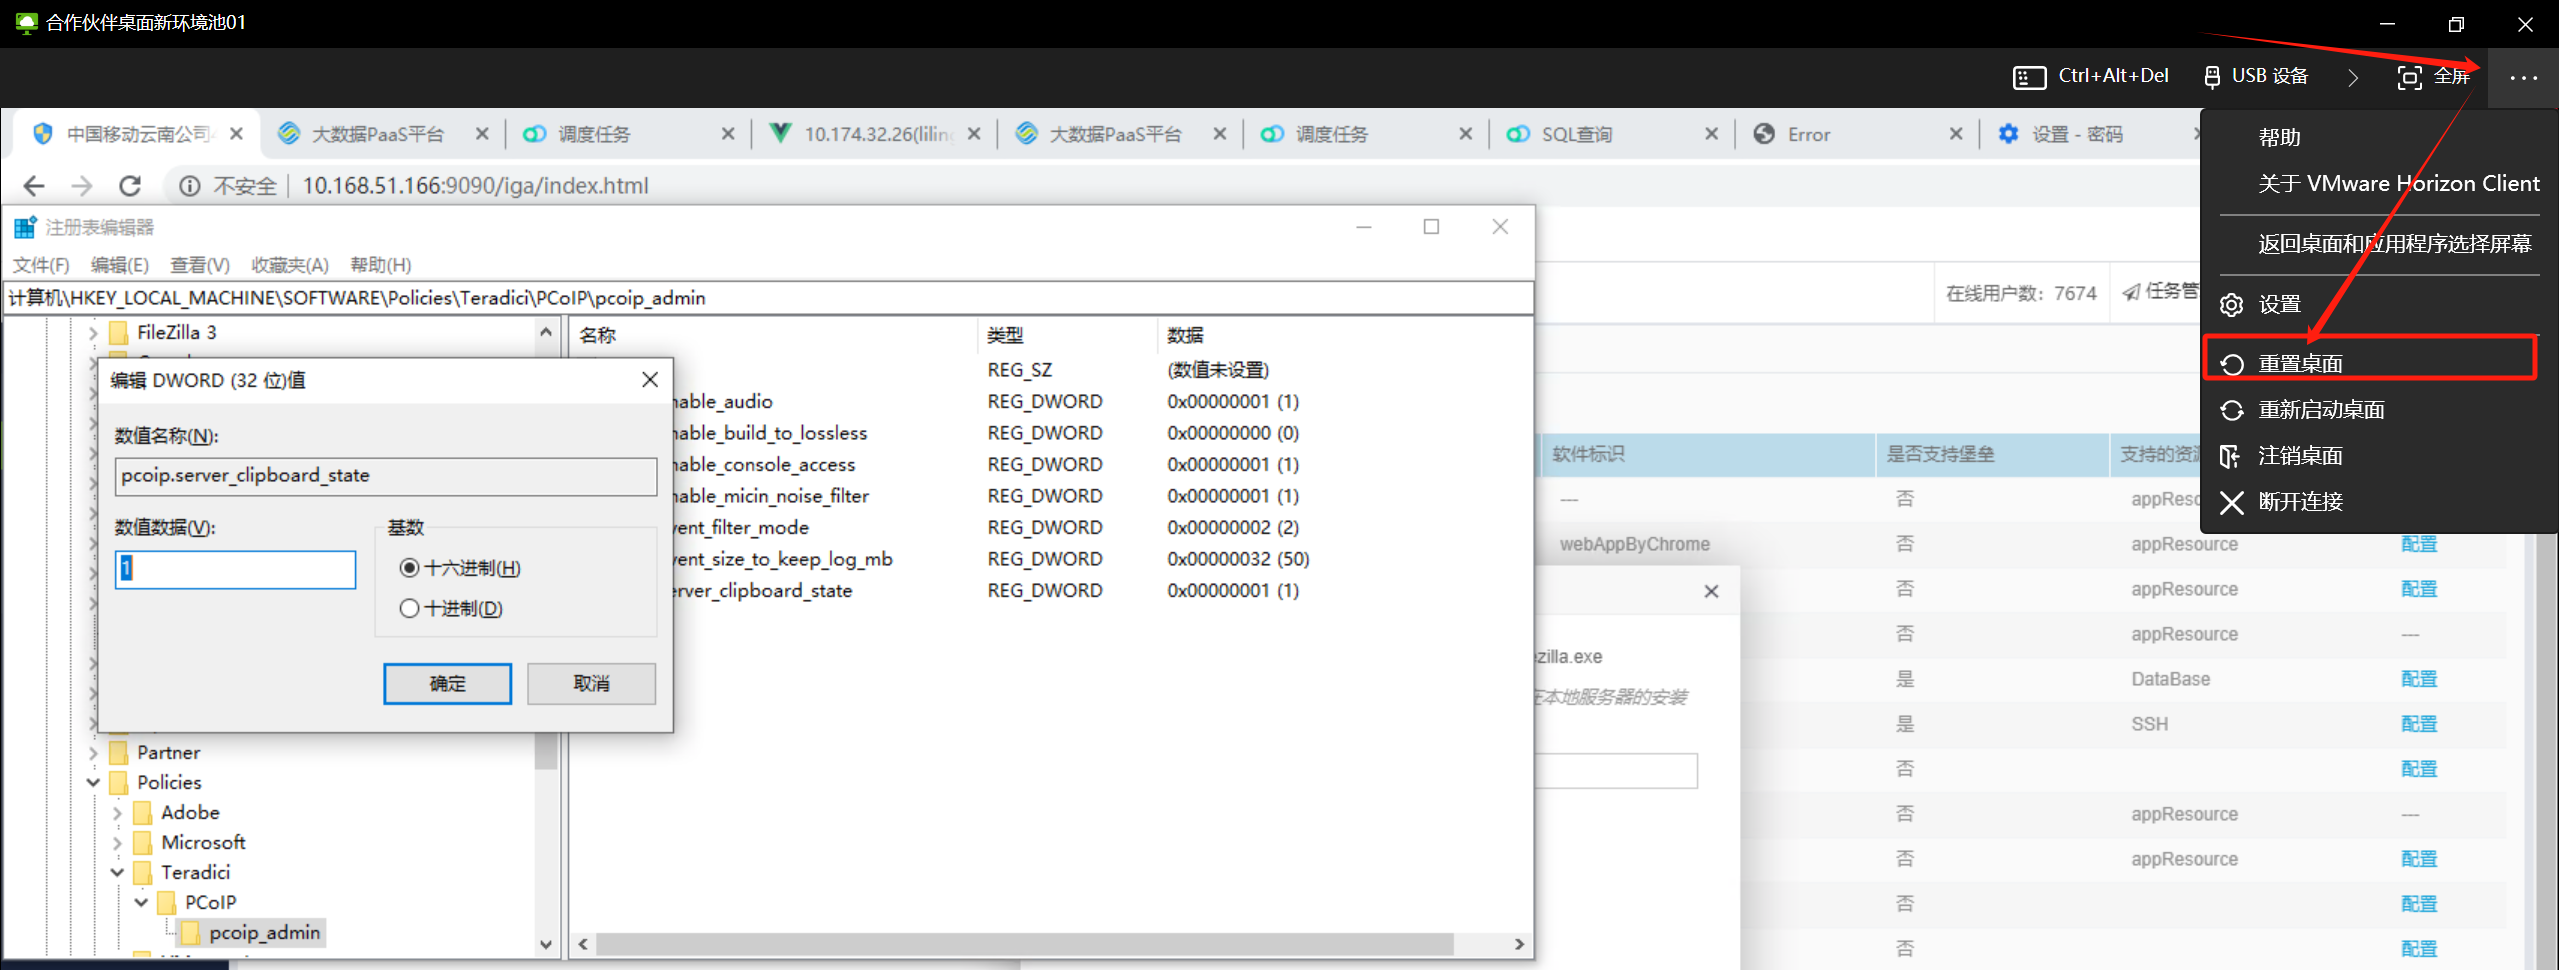 合作伙伴桌面新环境池01
Ctrl+Alt+Del
USB 设备
全屏
中国移动云南公司4
大数据PaaS平台
调度任务
10.174.32.26(liling
大数据PaaS平台
调度任务
SQL查询
Error
设置 - 密码
不安全
10.168.51.166:9090/iga/index.html
帮助
关于 VMware Horizon Client
返回桌面和应用程序选择屏幕
设置
重置桌面
重新启动桌面
注销桌面
断开连接
注册表编辑器
文件(F) 编辑(E) 查看(V) 收藏夹(A) 帮助(H)
计算机\HKEY_LOCAL_MACHINE\SOFTWARE\Policies\Teradici\PCoIP\pcoip_admin
FileZilla 3
名称 类型 数据
REG_SZ (数值未设置)
nable_audio REG_DWORD 0x00000001 (1)
nable_build_to_lossless REG_DWORD 0x00000000 (0)
nable_console_access REG_DWORD 0x00000001 (1)
nable_micin_noise_filter REG_DWORD 0x00000001 (1)
vent_filter_mode REG_DWORD 0x00000002 (2)
vent_size_to_keep_log_mb REG_DWORD 0x00000032 (50)
erver_clipboard_state REG_DWORD 0x00000001 (1)
编辑 DWORD (32 位)值
数值名称(N):
pcoip.server_clipboard_state
数值数据(V):
1
基数
十六进制(H)
十进制(D)
确定
取消
Partner
Policies
Adobe
Microsoft
Teradici
PCoIP
pcoip_admin
在线用户数：7674
任务管
软件标识 是否支持堡垒 支持的资
--- 否 appReso
webAppByChrome 否 appResource 配置
否 appResource 配置
否 appResource ---
是 DataBase 配置
是 SSH 配置
否 配置
否 appResource ---
否 appResource 配置
否 配置
否 配置
zilla.exe
在本地服务器的安装